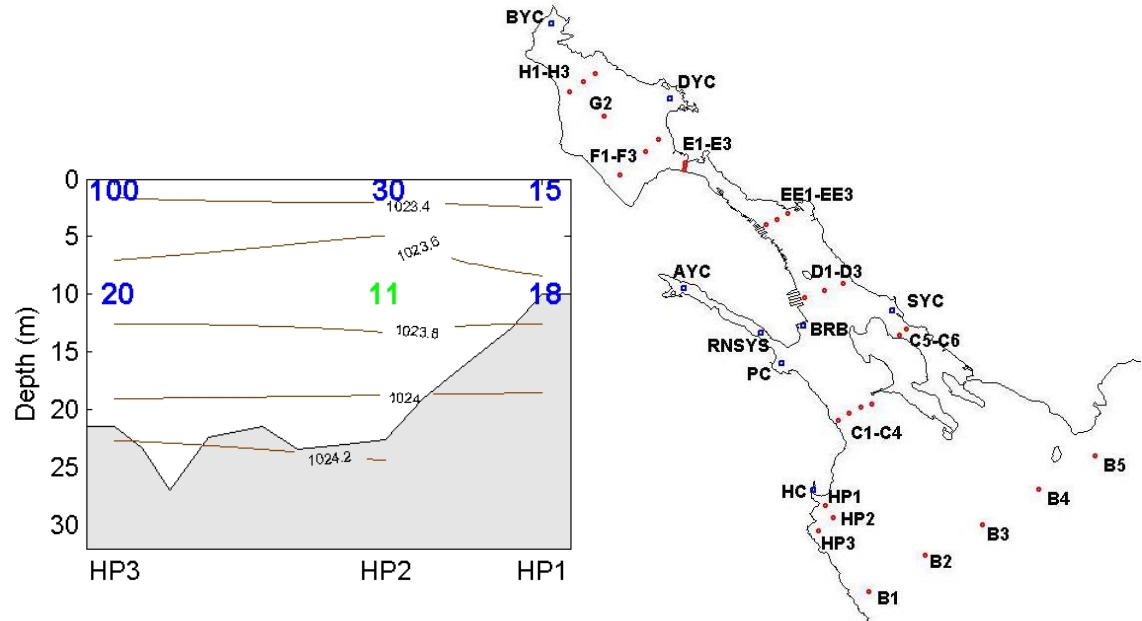 0
5
10
15
20
25
30
Depth (m)
100
30
15
20
11
18
1023.4
1023.6
1023.8
1024
1024.2
HP3
HP2
HP1
BYC
H1-H3
DYC
G2
F1-F3
E1-E3
EE1-EE3
AYC
D1-D3
SYC
RNSYS
BRB
C5-C6
PC
C1-C4
B5
HC
HP1
B4
HP2
B3
HP3
B2
B1